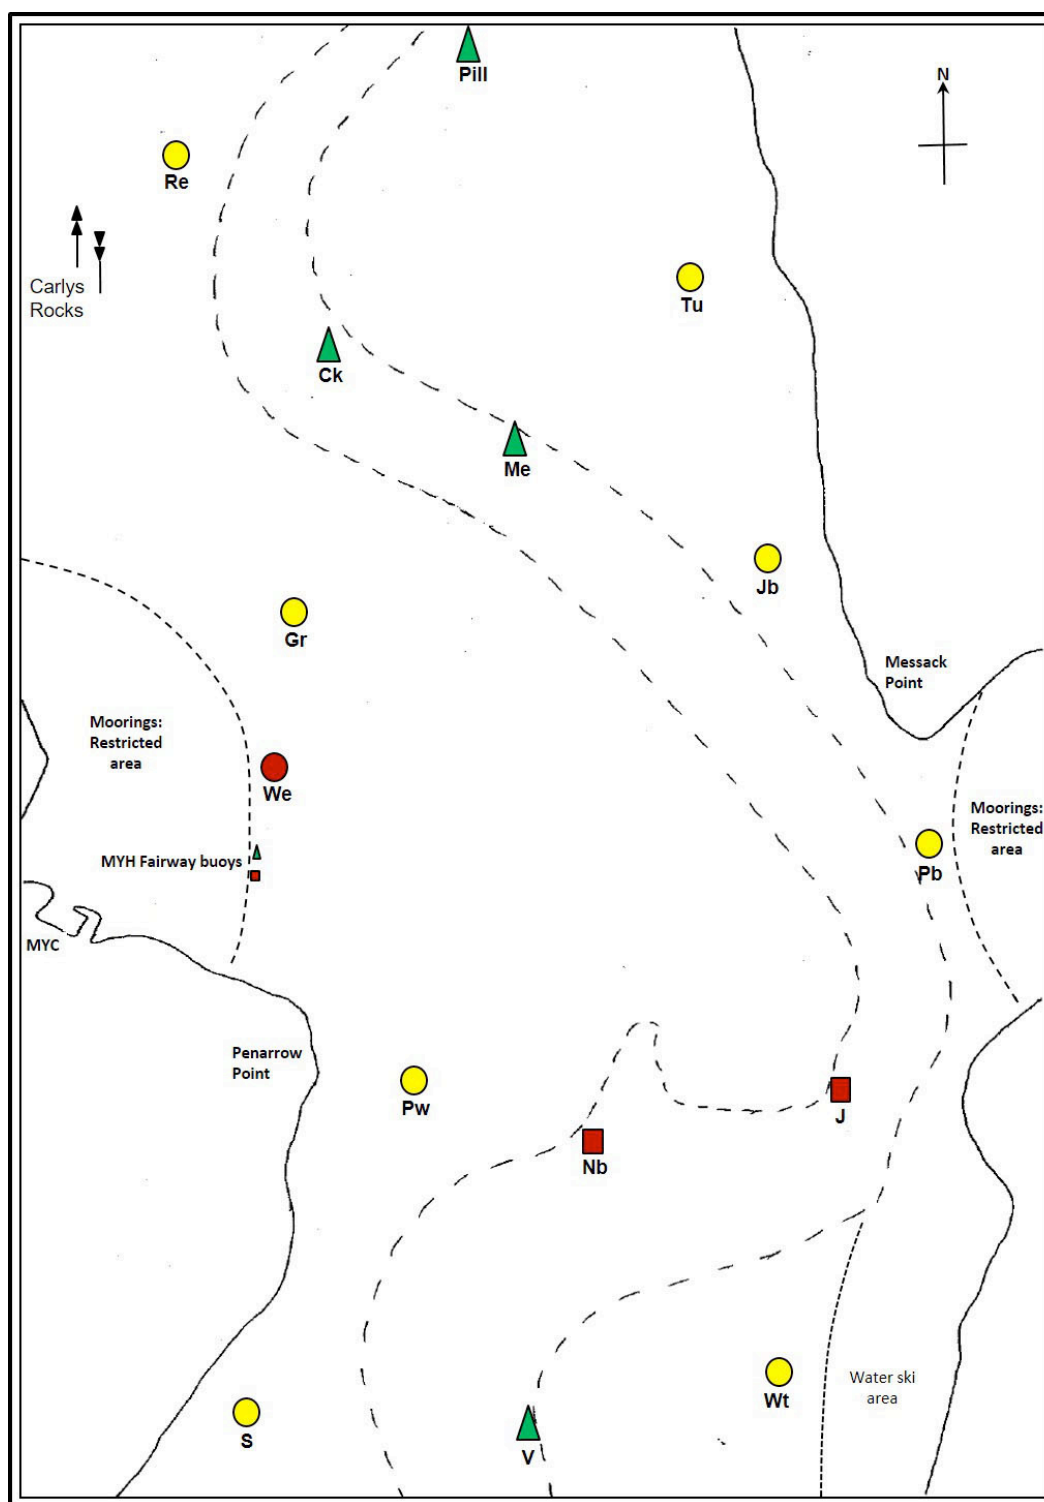 Pill
N
Re
Carlys
Rocks
Tu
Ck
Me
Jb
Gr
Messack
Point
Moorings:
Restricted
area
We
Moorings:
Restricted
area
MYH Fairway buoys
Pb
MYC
Penarrow
Point
Pw
J
Nb
Water ski
area
Wt
S
V